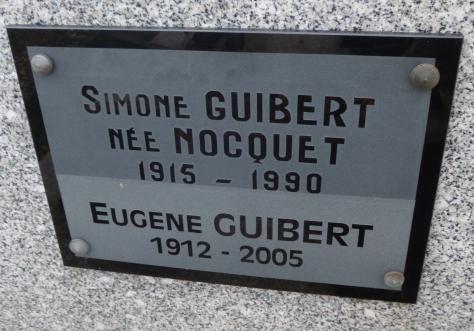 SIMONE GUIBERT
NÉE NOCQUET
1915 - 1990
EUGENE GUIBERT
1912 - 2005